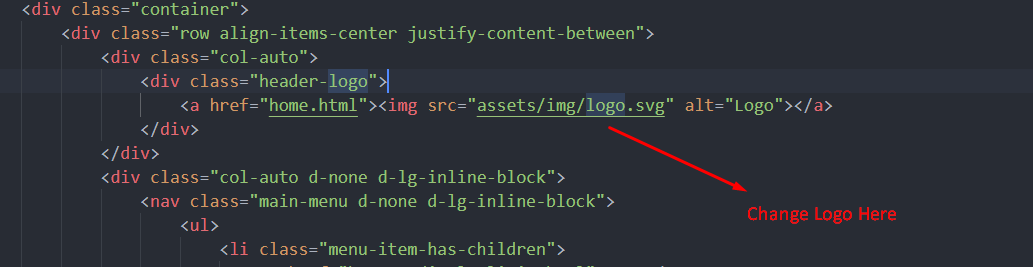 <div class="container">
<div class="row align-items-center justify-content-between">
<div class="col-auto">
<div class="header-logo">
<a href="home.html"><img src="assets/img/logo.svg" alt="Logo"></a>
</div>
</div>
<div class="col-auto d-none d-lg-inline-block">
<nav class="main-menu d-none d-lg-inline-block">
<ul>
<li class="menu-item-has-children">
Change Logo Here